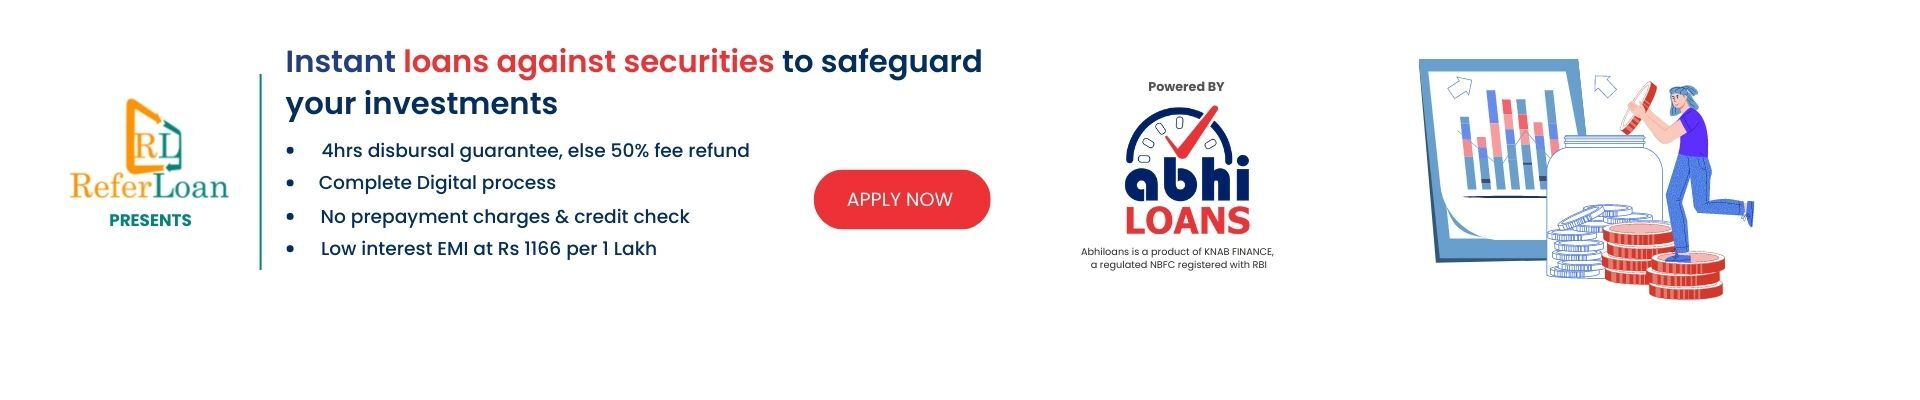 RL
ReferLoan
PRESENTS
Instant loans against securities to safeguard
your investments
• 4hrs disbursal guarantee, else 50% fee refund
• Complete Digital process
• No prepayment charges & credit check
• Low interest EMI at Rs 1166 per 1 Lakh
APPLY NOW
Powered BY
abhi
LOANS
Abhiloans is a product of KNAB FINANCE,
a regulated NBFC registered with RBI